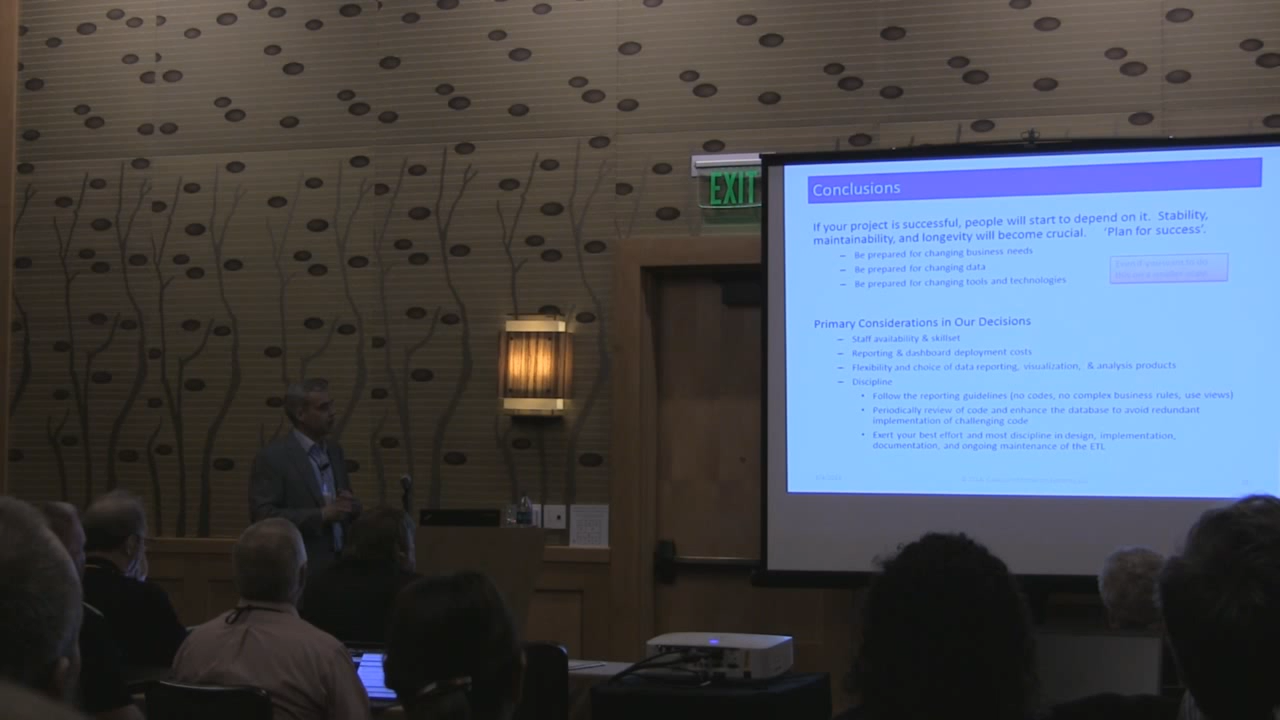 EXIT
Conclusions
If your project is successful, people will start to depend on it. Stability,
maintainability, and longevity will become crucial. 'Plan for success'.
– Be prepared for changing business needs
– Be prepared for changing data
– Be prepared for changing tools and technologies
Primary Considerations in Our Decisions
– Staff availability & skillset
– Reporting & dashboard deployment costs
– Flexibility and choice of data reporting, visualization, & analysis products
– Discipline
• Follow the reporting guidelines (no codes, no complex business rules, use views)
• Periodically review of code and enhance the database to avoid redundant
implementation of challenging code
• Exert your best effort and most discipline in design, implementation,
documentation, and ongoing maintenance of the ETL